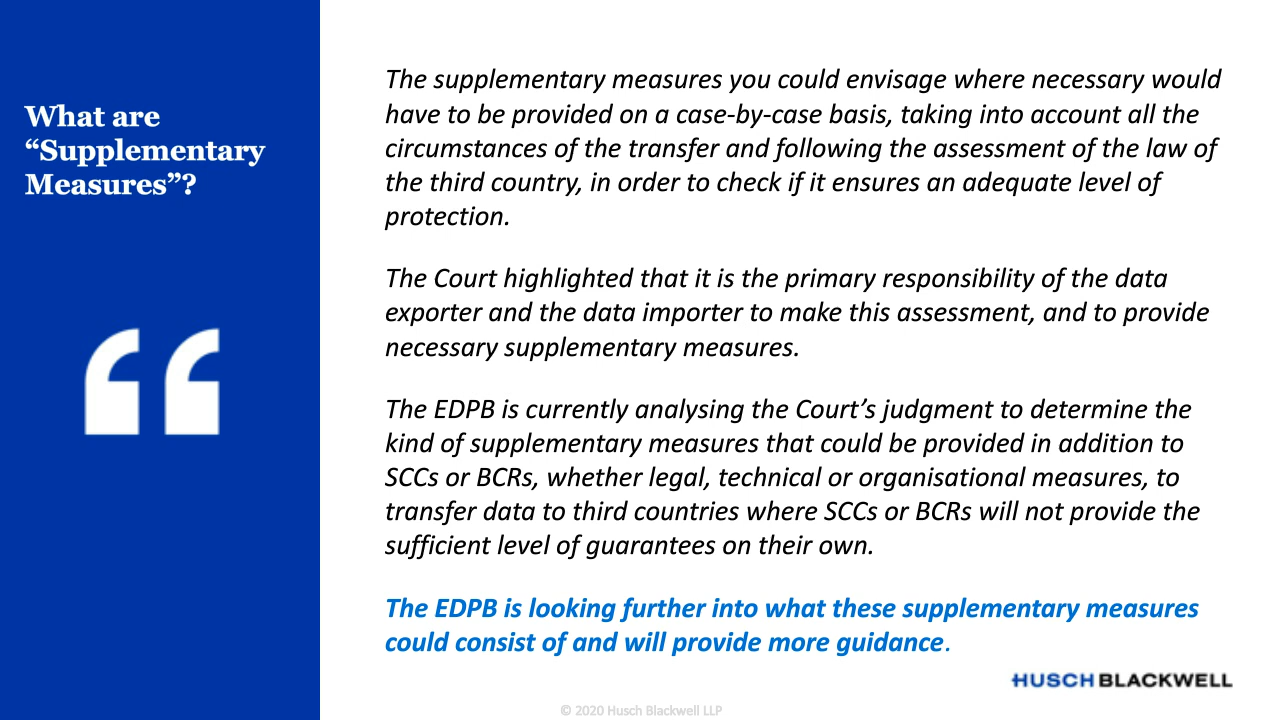 What are
“Supplementary
Measures”?
The supplementary measures you could envisage where necessary would
have to be provided on a case-by-case basis, taking into account all the
circumstances of the transfer and following the assessment of the law of
the third country, in order to check if it ensures an adequate level of
protection.
The Court highlighted that it is the primary responsibility of the data
exporter and the data importer to make this assessment, and to provide
necessary supplementary measures.
The EDPB is currently analysing the Court’s judgment to determine the
kind of supplementary measures that could be provided in addition to
SCCs or BCRs, whether legal, technical or organisational measures, to
transfer data to third countries where SCCs or BCRs will not provide the
sufficient level of guarantees on their own.
The EDPB is looking further into what these supplementary measures
could consist of and will provide more guidance.
HUSCH BLACKWELL
© 2020 Husch Blackwell LLP